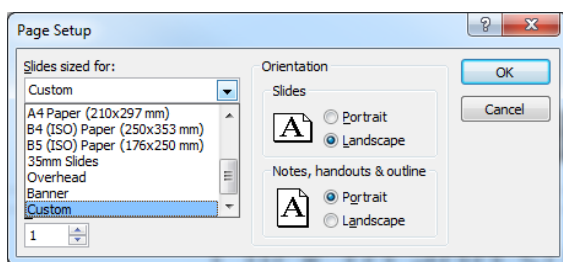 Page Setup
Slides sized for:
Custom
A4 Paper (210x297 mm)
B4 (ISO) Paper (250x353 mm)
B5 (ISO) Paper (176x250 mm)
35mm Slides
Overhead
Banner
Custom
1
Orientation
Slides
A
Portrait
Landscape
Notes, handouts & outline
A
Portrait
Landscape
OK
Cancel